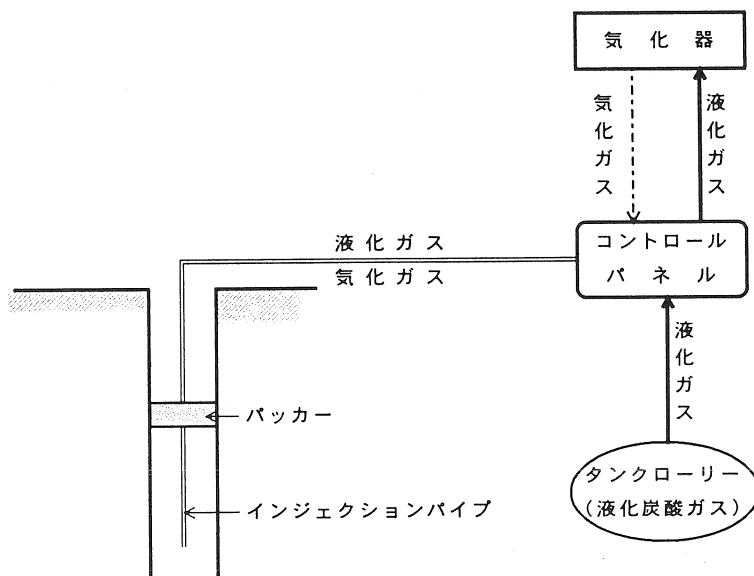 気化器
気化ガス
液化ガス
コントロール
パネル
液化ガス
気化ガス
液化ガス
パッカー
インジェクションパイプ
タンクローリー
(液化炭酸ガス)